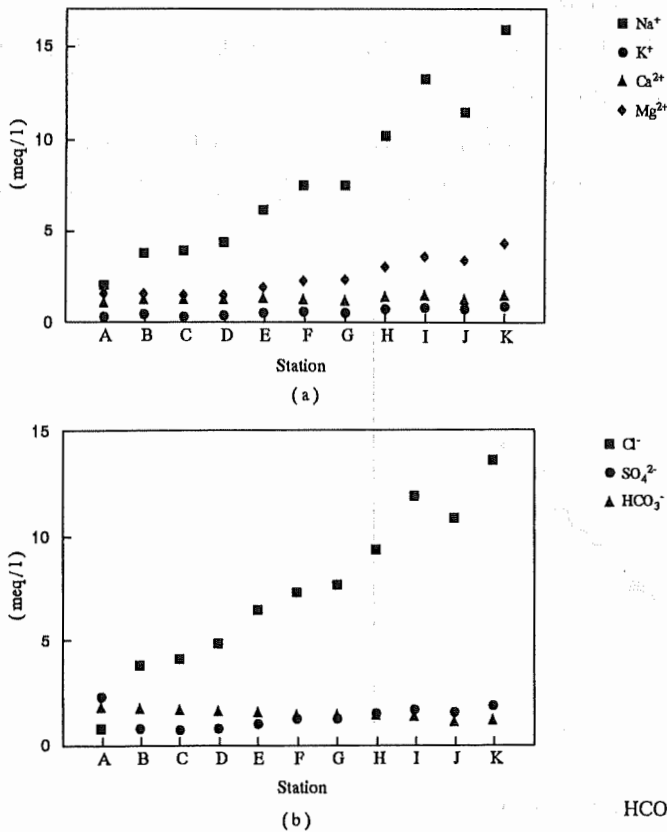 15
10
5
0
(meq/l)
A B C D E F G H I J K
Station
(a)
Na⁺
K⁺
Ca²⁺
Mg²⁺
15
10
5
0
(meq/l)
A B C D E F G H I J K
Station
(b)
Cl⁻
SO₄²⁻
HCO₃⁻
HCO